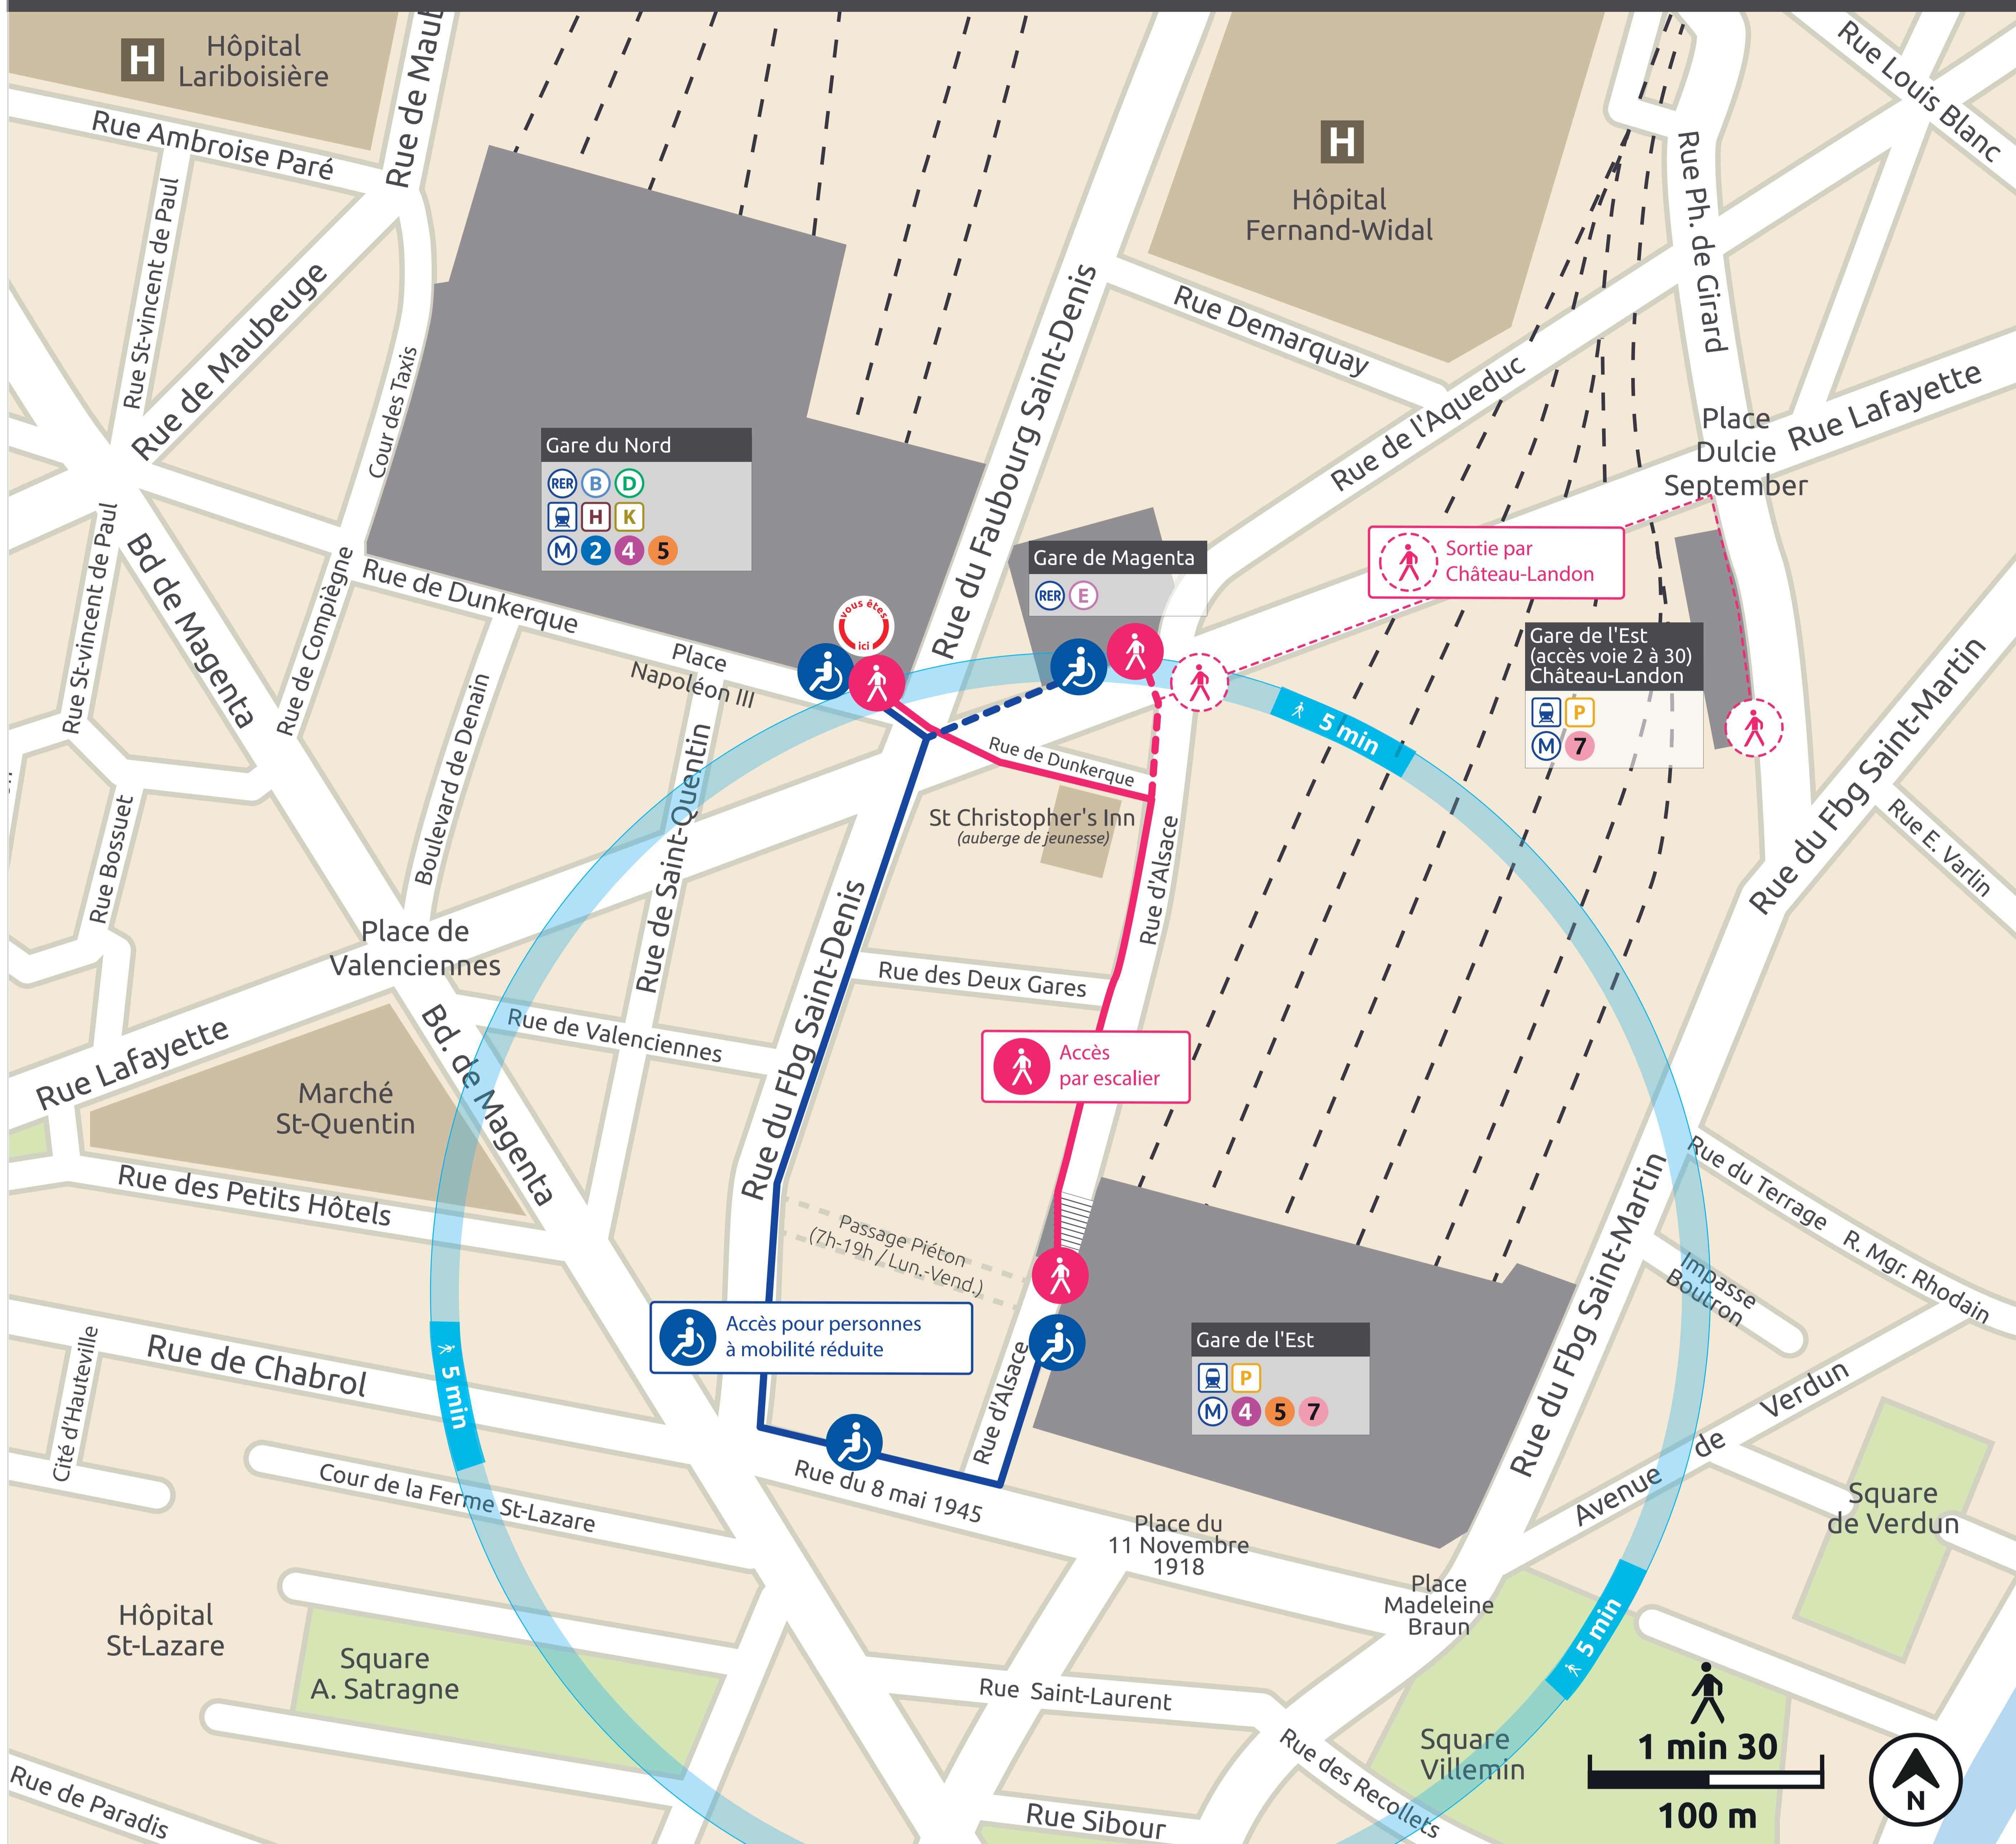 H
Hôpital
Lariboisière
Rue de Maub
Rue Louis Blanc
Rue Ambroise Paré
H
Hôpital
Fernand-Widal
Rue Ph. de Girard
Rue St-vincent de Paul
Rue de Maubeuge
Cour des Taxis
Rue du Faubourg Saint-Denis
Rue Demarquay
Rue de l'Aqueduc
Rue Lafayette
Place
Dulcie
September
Gare du Nord
RER B D
H K
M 2 4 5
Gare de Magenta
RER E
Sortie par
Château-Landon
Gare de l'Est
(accès voie 2 à 30)
Château-Landon
P
M 7
Rue St-vincent de Paul
Bd de Magenta
Rue de Compiègne
Rue de Dunkerque
vous êtes
ici
Place
Napoléon III
Boulevard de Denain
Rue de Saint-Quentin
Rue de Dunkerque
5 min
Rue du Fbg Saint-Martin
Rue E. Varlin
St Christopher's Inn
(auberge de jeunesse)
Rue d'Alsace
Rue Bossuet
Place de
Valenciennes
Rue du Fbg Saint-Denis
Rue des Deux Gares
Rue de Valenciennes
Rue Lafayette
Bd. de Magenta
Marché
St-Quentin
Accès
par escalier
Rue du Fbg Saint-Denis
Rue des Petits Hôtels
Passage Piéton
(7h-19h / Lun.-Vend.)
Rue du Fbg Saint-Martin
Rue du Terrage
R. Mgr. Rhodain
Impasse
Boutron
Accès pour personnes
à mobilité réduite
Gare de l'Est
P
M 4 5 7
Rue d'Alsace
Cité d'Hauteville
Rue de Chabrol
5 min
Avenue de Verdun
Cour de la Ferme St-Lazare
Rue du 8 mai 1945
Place du
11 Novembre
1918
Square
de Verdun
Place
Madeleine
Braun
5 min
Hôpital
St-Lazare
Square
A. Satragne
Rue Saint-Laurent
Square
Villemin
Rue des Recollets
Rue de Paradis
Rue Sibour
1 min 30
100 m
N